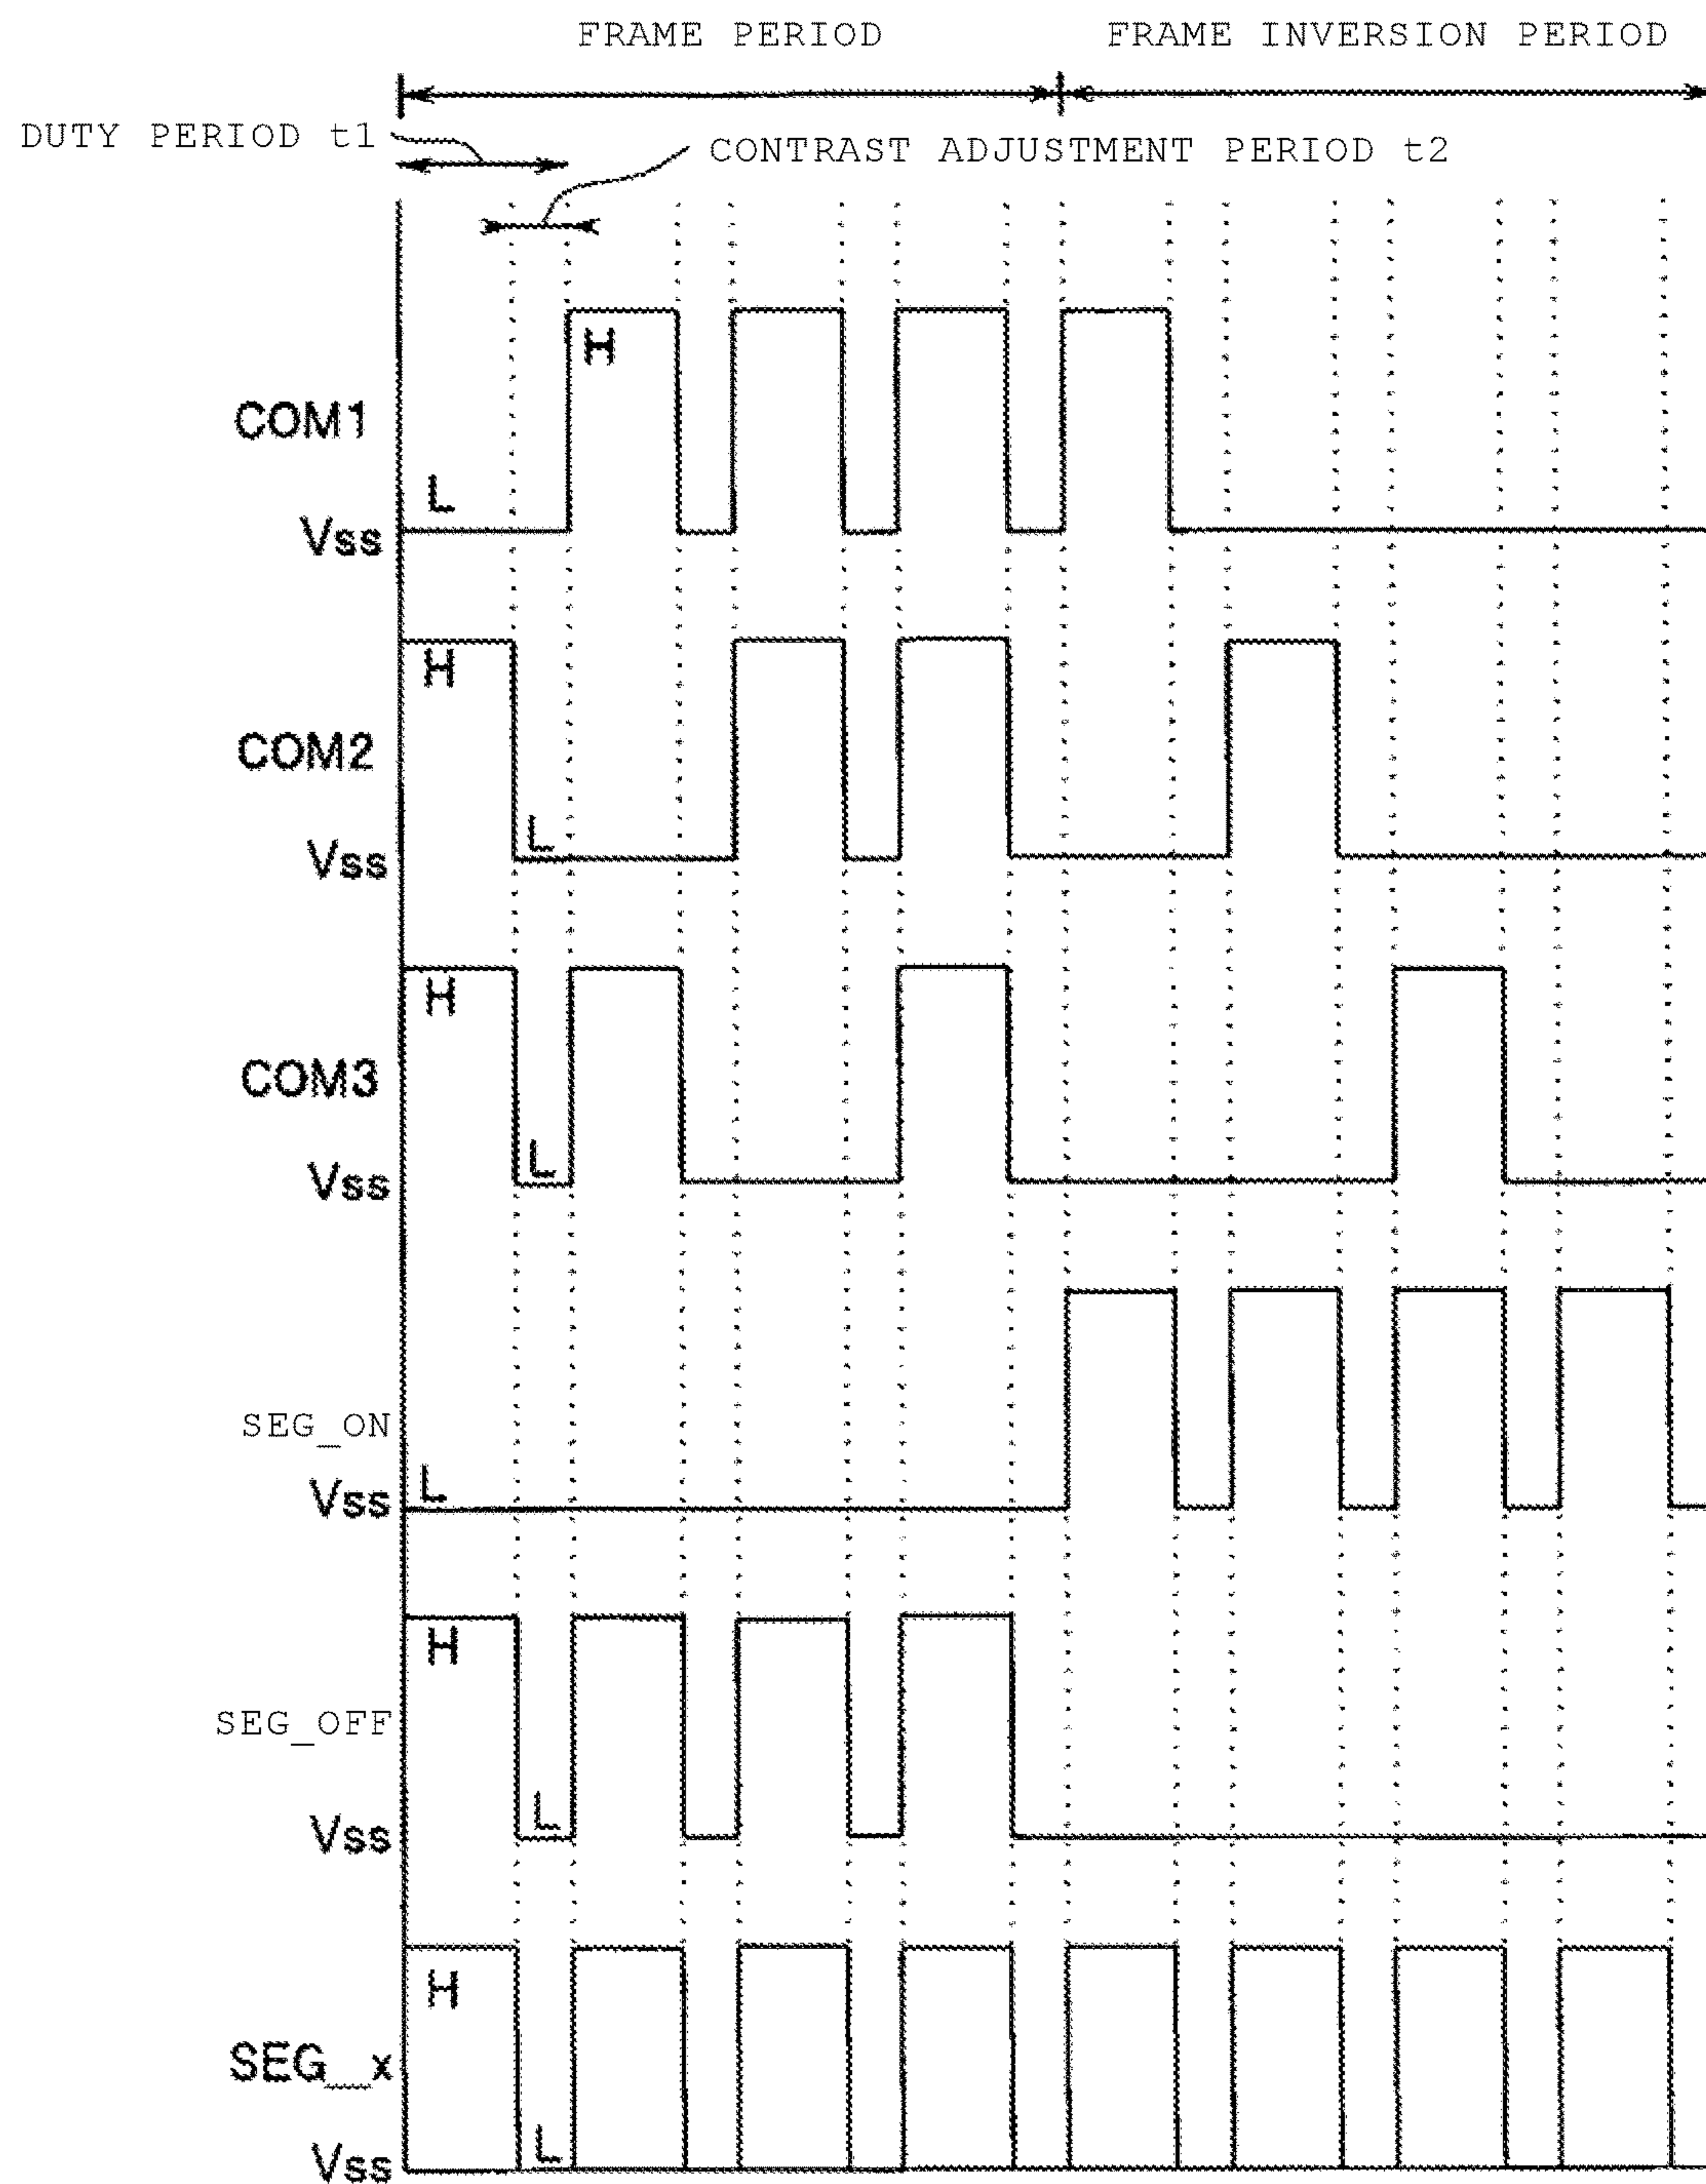 FRAME PERIOD
FRAME INVERSION PERIOD
DUTY PERIOD t1
CONTRAST ADJUSTMENT PERIOD t2
H
COM1
L
Vss
H
COM2
L
Vss
H
COM3
L
Vss
SEG_ON
L
Vss
H
SEG_OFF
L
Vss
H
SEG_x
L
Vss